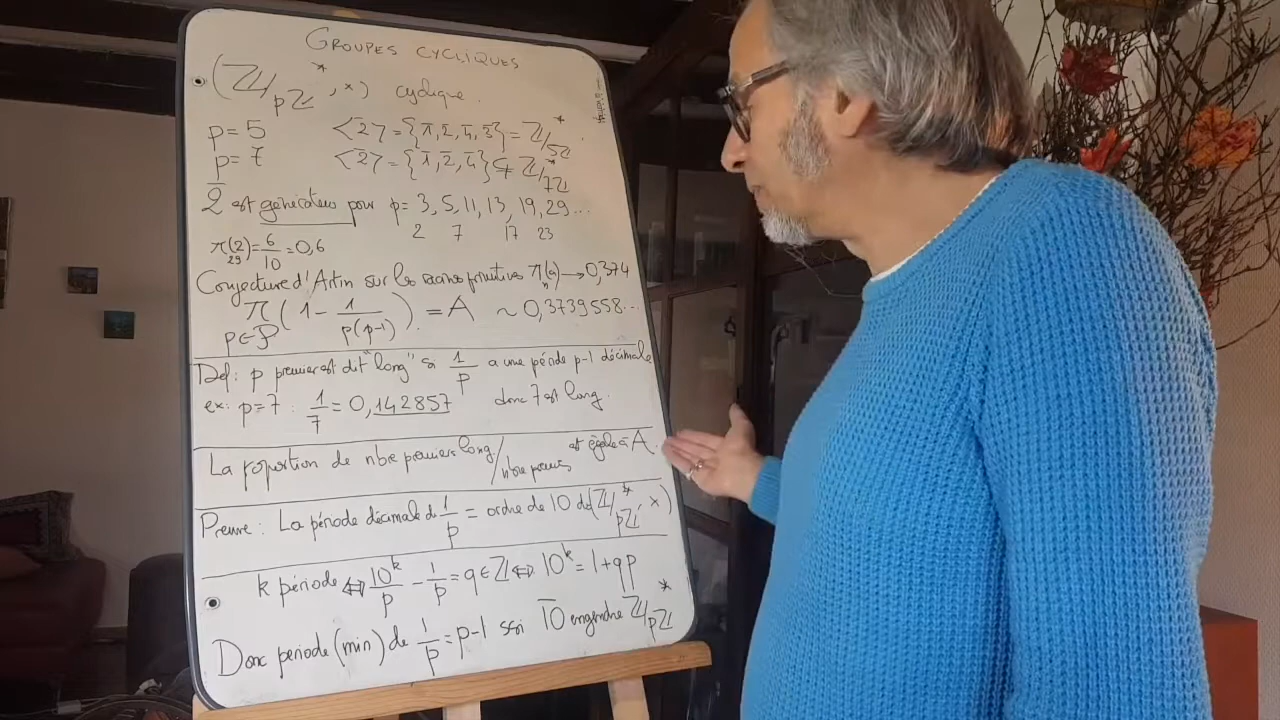 GROUPES CYCLIQUES
(ℤ/pℤ*, ×) cyclique.
p=5 <2̄> = {1̄, 2̄, 4̄, 3̄} = ℤ/5ℤ*.
p=7 <2̄> = {1̄, 2̄, 4̄} ⊊ ℤ/7ℤ*
2̄ est générateur pour p= 3, 5, 11, 13, 19, 29...
2 7 17 23
π(2)=6/10=0,6
29
Conjecture d'Artin sur les racines primitives π(a) → 0,374
n
∏ (1 - 1/p(p-1)) = A ~ 0,3739558...
p∈P
Def: p premier est dit "long" si 1/p a une période p-1 décimale
ex: p=7 : 1/7 = 0,142857 donc 7 est long.
La proportion de nbre premiers long/nbre premiers est égale à A.
Preuve : La période décimale de 1/p = ordre de 10 de (ℤ/pℤ*, ×)
k période ⇔ 10^k/p - 1/p = q ∈ ℤ ⇔ 10^k = 1+qp
Donc période (min) de 1/p = p-1 ssi 1̄0̄ engendre ℤ/pℤ*